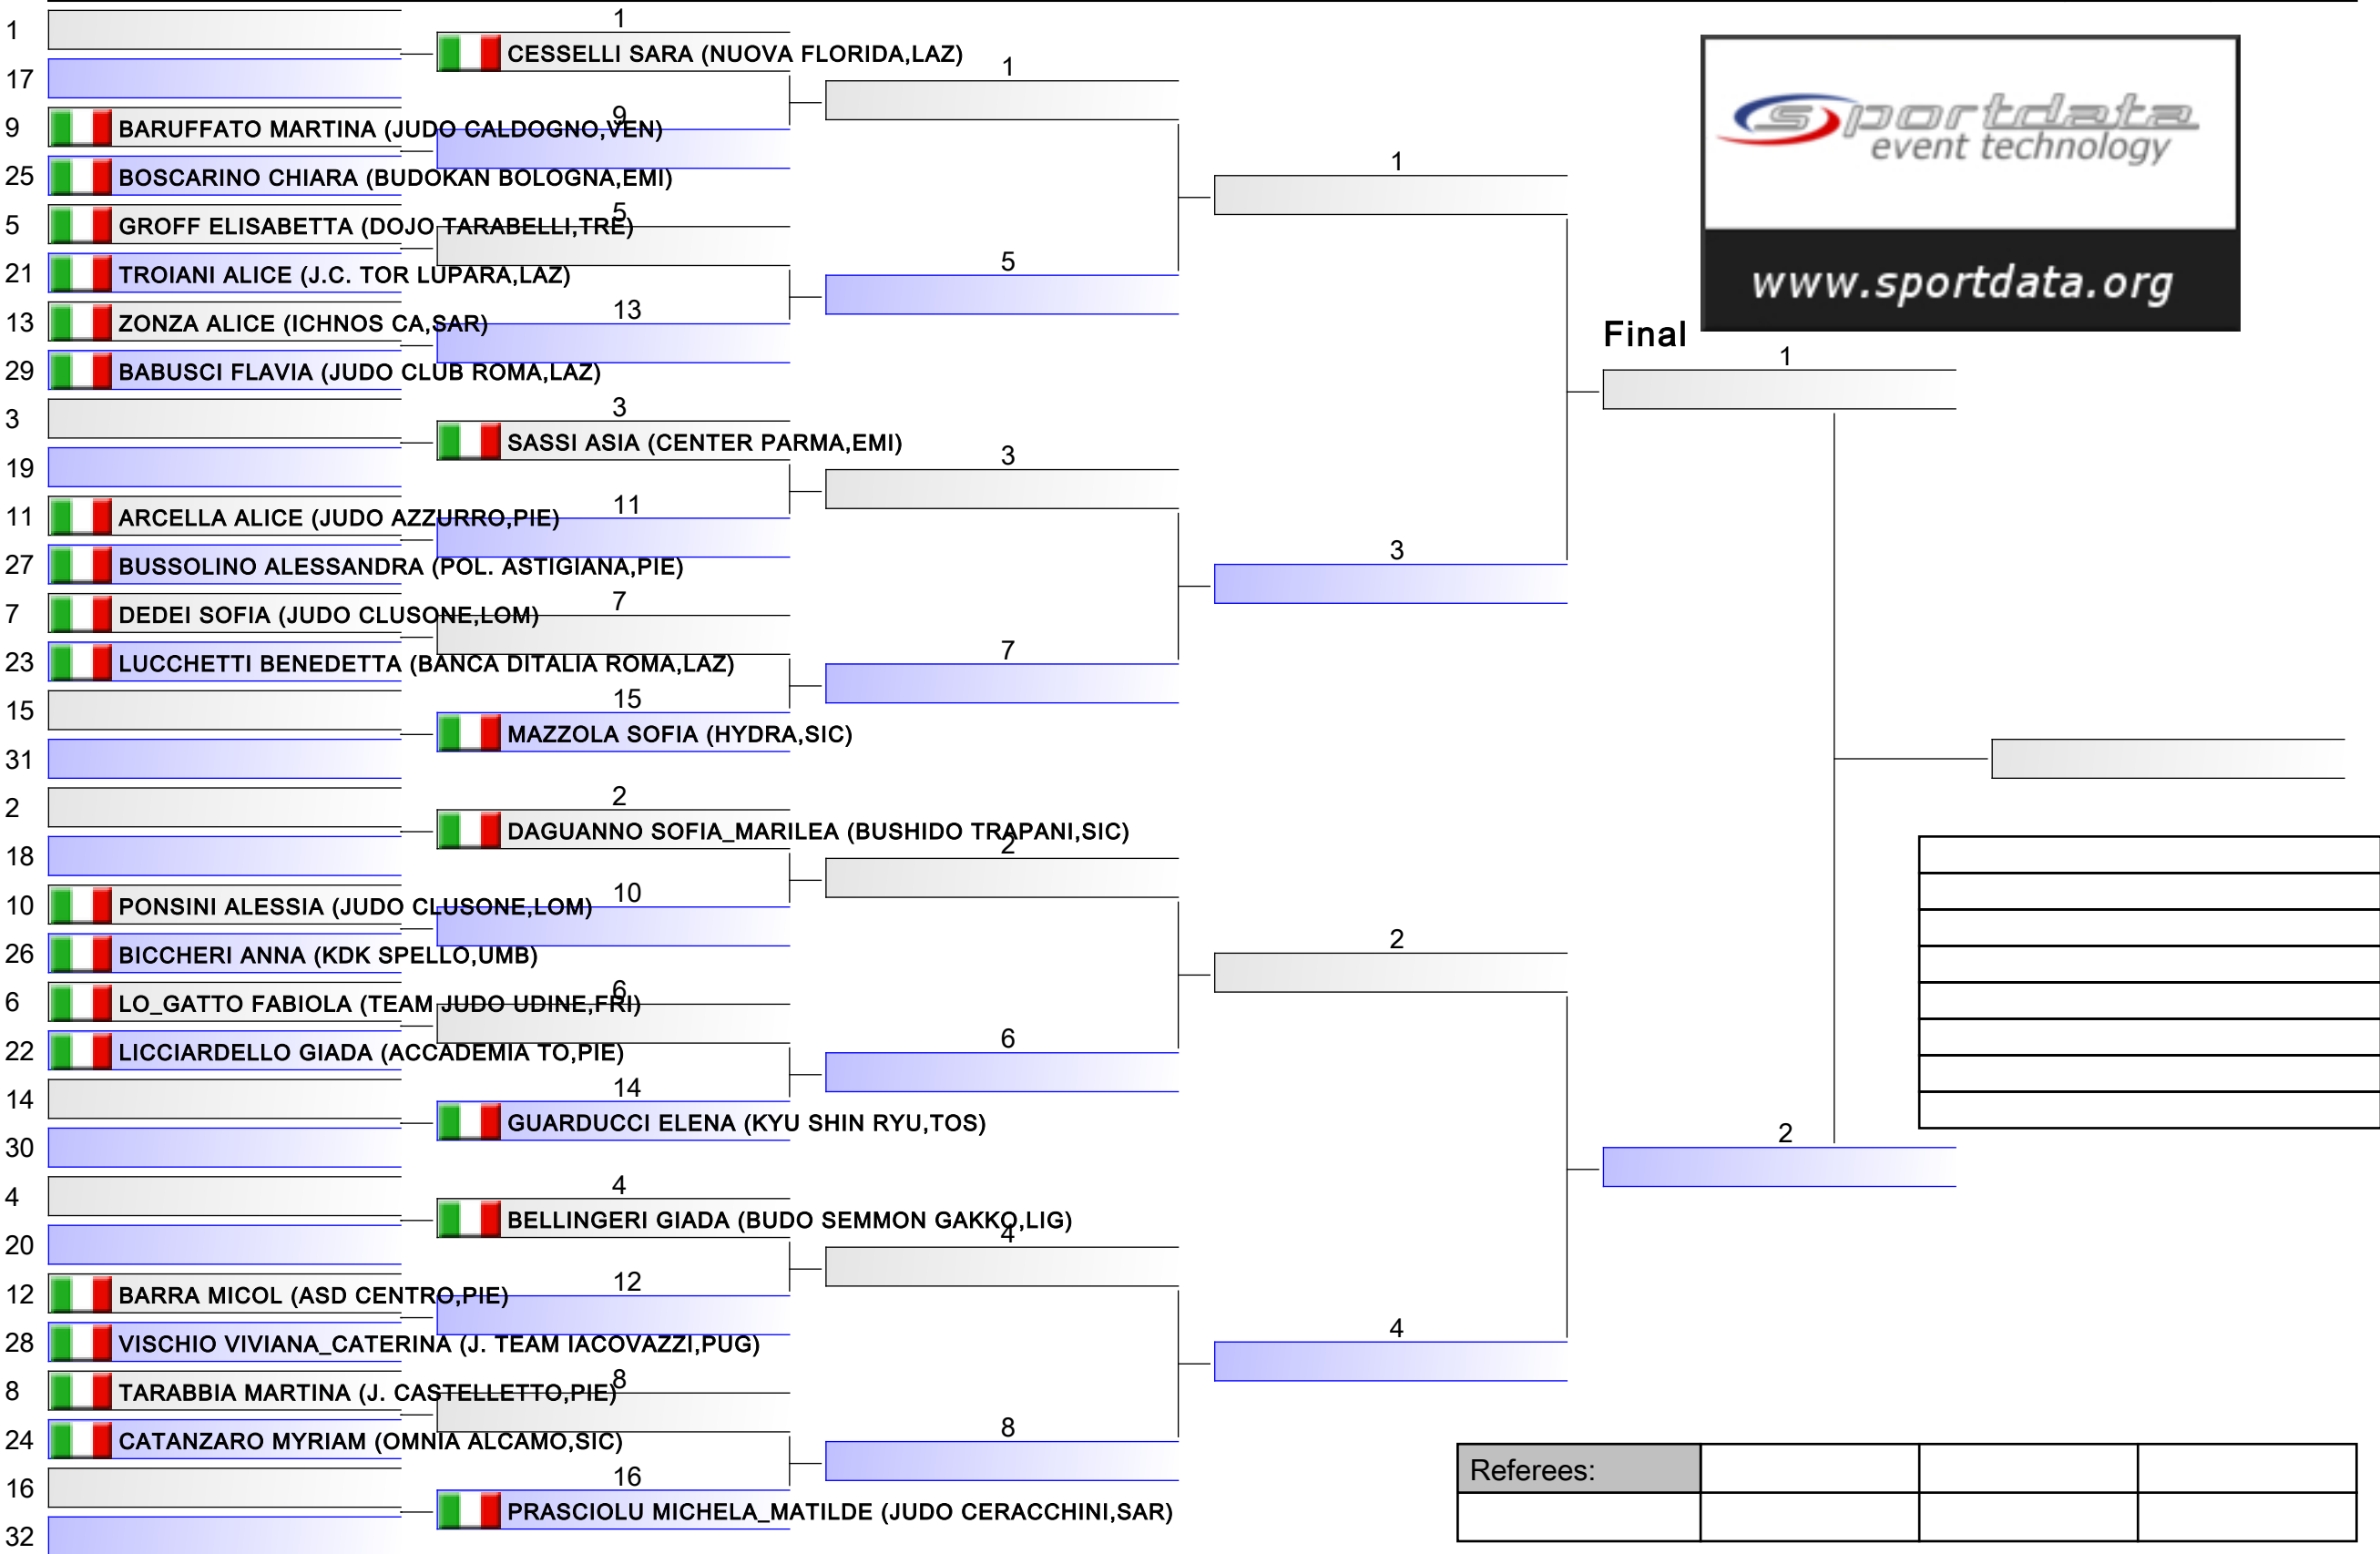 1
1
CESSELLI SARA (NUOVA FLORIDA,LAZ)
17
1
9
BARUFFATO MARTINA (JUDO CALDOGNO,VEN)
9
25
BOSCARINO CHIARA (BUDOKAN BOLOGNA,EMI)
1
5
GROFF ELISABETTA (DOJO TARABELLI,TRE)
5
21
TROIANI ALICE (J.C. TOR LUPARA,LAZ)
5
13
ZONZA ALICE (ICHNOS CA,SAR)
13
29
BABUSCI FLAVIA (JUDO CLUB ROMA,LAZ)
sportdata
event technology
www.sportdata.org
Final
1
3
3
SASSI ASIA (CENTER PARMA,EMI)
19
3
11
ARCELLA ALICE (JUDO AZZURRO,PIE)
11
27
BUSSOLINO ALESSANDRA (POL. ASTIGIANA,PIE)
3
7
DEDEI SOFIA (JUDO CLUSONE,LOM)
7
23
LUCCHETTI BENEDETTA (BANCA DITALIA ROMA,LAZ)
7
15
15
MAZZOLA SOFIA (HYDRA,SIC)
31
2
2
DAGUANNO SOFIA_MARILEA (BUSHIDO TRAPANI,SIC)
18
2
10
PONSINI ALESSIA (JUDO CLUSONE,LOM)
10
26
BICCHERI ANNA (KDK SPELLO,UMB)
2
6
LO_GATTO FABIOLA (TEAM JUDO UDINE,FRI)
6
22
LICCIARDELLO GIADA (ACCADEMIA TO,PIE)
6
14
14
GUARDUCCI ELENA (KYU SHIN RYU,TOS)
30
2
4
4
BELLINGERI GIADA (BUDO SEMMON GAKKO,LIG)
20
4
12
BARRA MICOL (ASD CENTRO,PIE)
12
28
VISCHIO VIVIANA_CATERINA (J. TEAM IACOVAZZI,PUG)
4
8
TARABBIA MARTINA (J. CASTELLETTO,PIE)
8
24
CATANZARO MYRIAM (OMNIA ALCAMO,SIC)
8
16
16
PRASCIOLU MICHELA_MATILDE (JUDO CERACCHINI,SAR)
32
Referees: